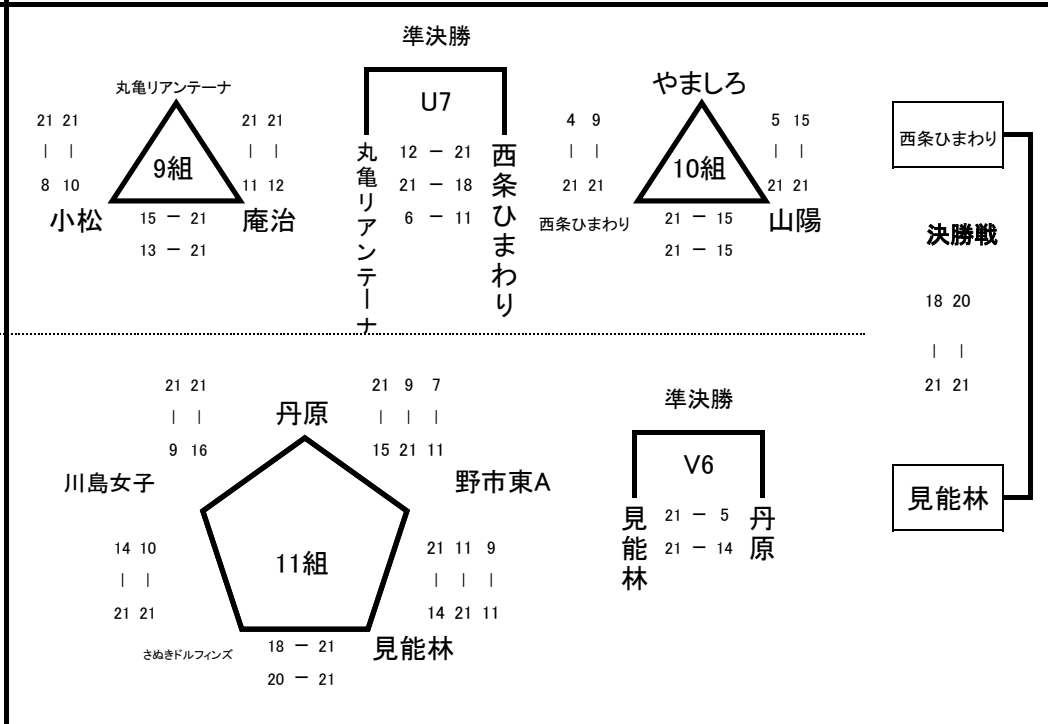 準決勝
丸亀リアンテーナ
やましろ
U7
21 21
21 21
4 9
5 15
西条ひまわり
| |
| |
丸亀リアンテーナ
12 － 21
西条ひまわり
| |
| |
9組
21 － 18
10組
8 10
11 12
21 21
21 21
小松
15 － 21
庵治
6 － 11
西条ひまわり
21 － 15
山陽
13 － 21
21 － 15
決勝戦
18 20
| |
21 21
21 21
21 9 7
丹原
準決勝
| |
| | |
9 16
15 21 11
V6
川島女子
野市東A
見能林
見能林
21 － 5
丹原
21 － 14
14 10
21 11 9
| |
11組
| | |
21 21
14 21 11
さぬきドルフィンズ
18 － 21
見能林
20 － 21